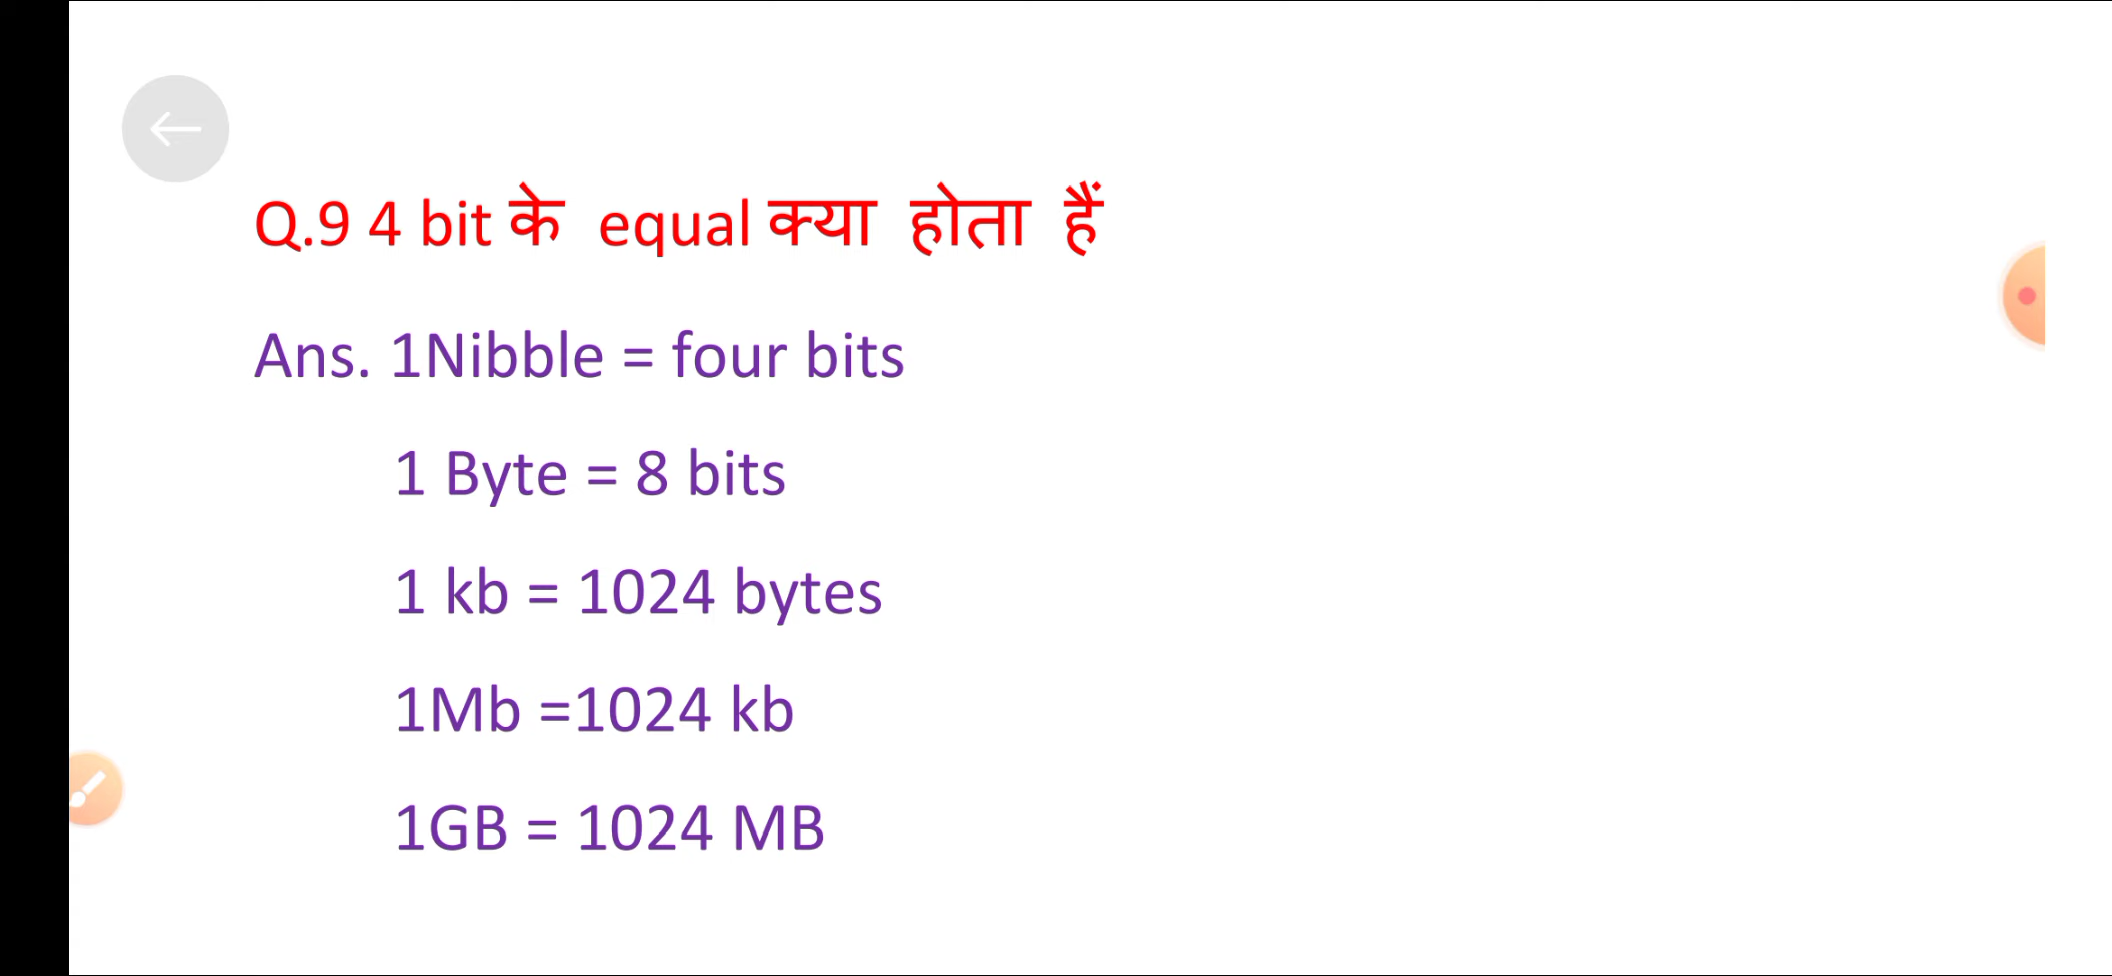 Q.9 4 bit के equal क्या होता हैं
Ans. 1Nibble = four bits
1 Byte = 8 bits
1 kb = 1024 bytes
1Mb =1024 kb
1GB = 1024 MB